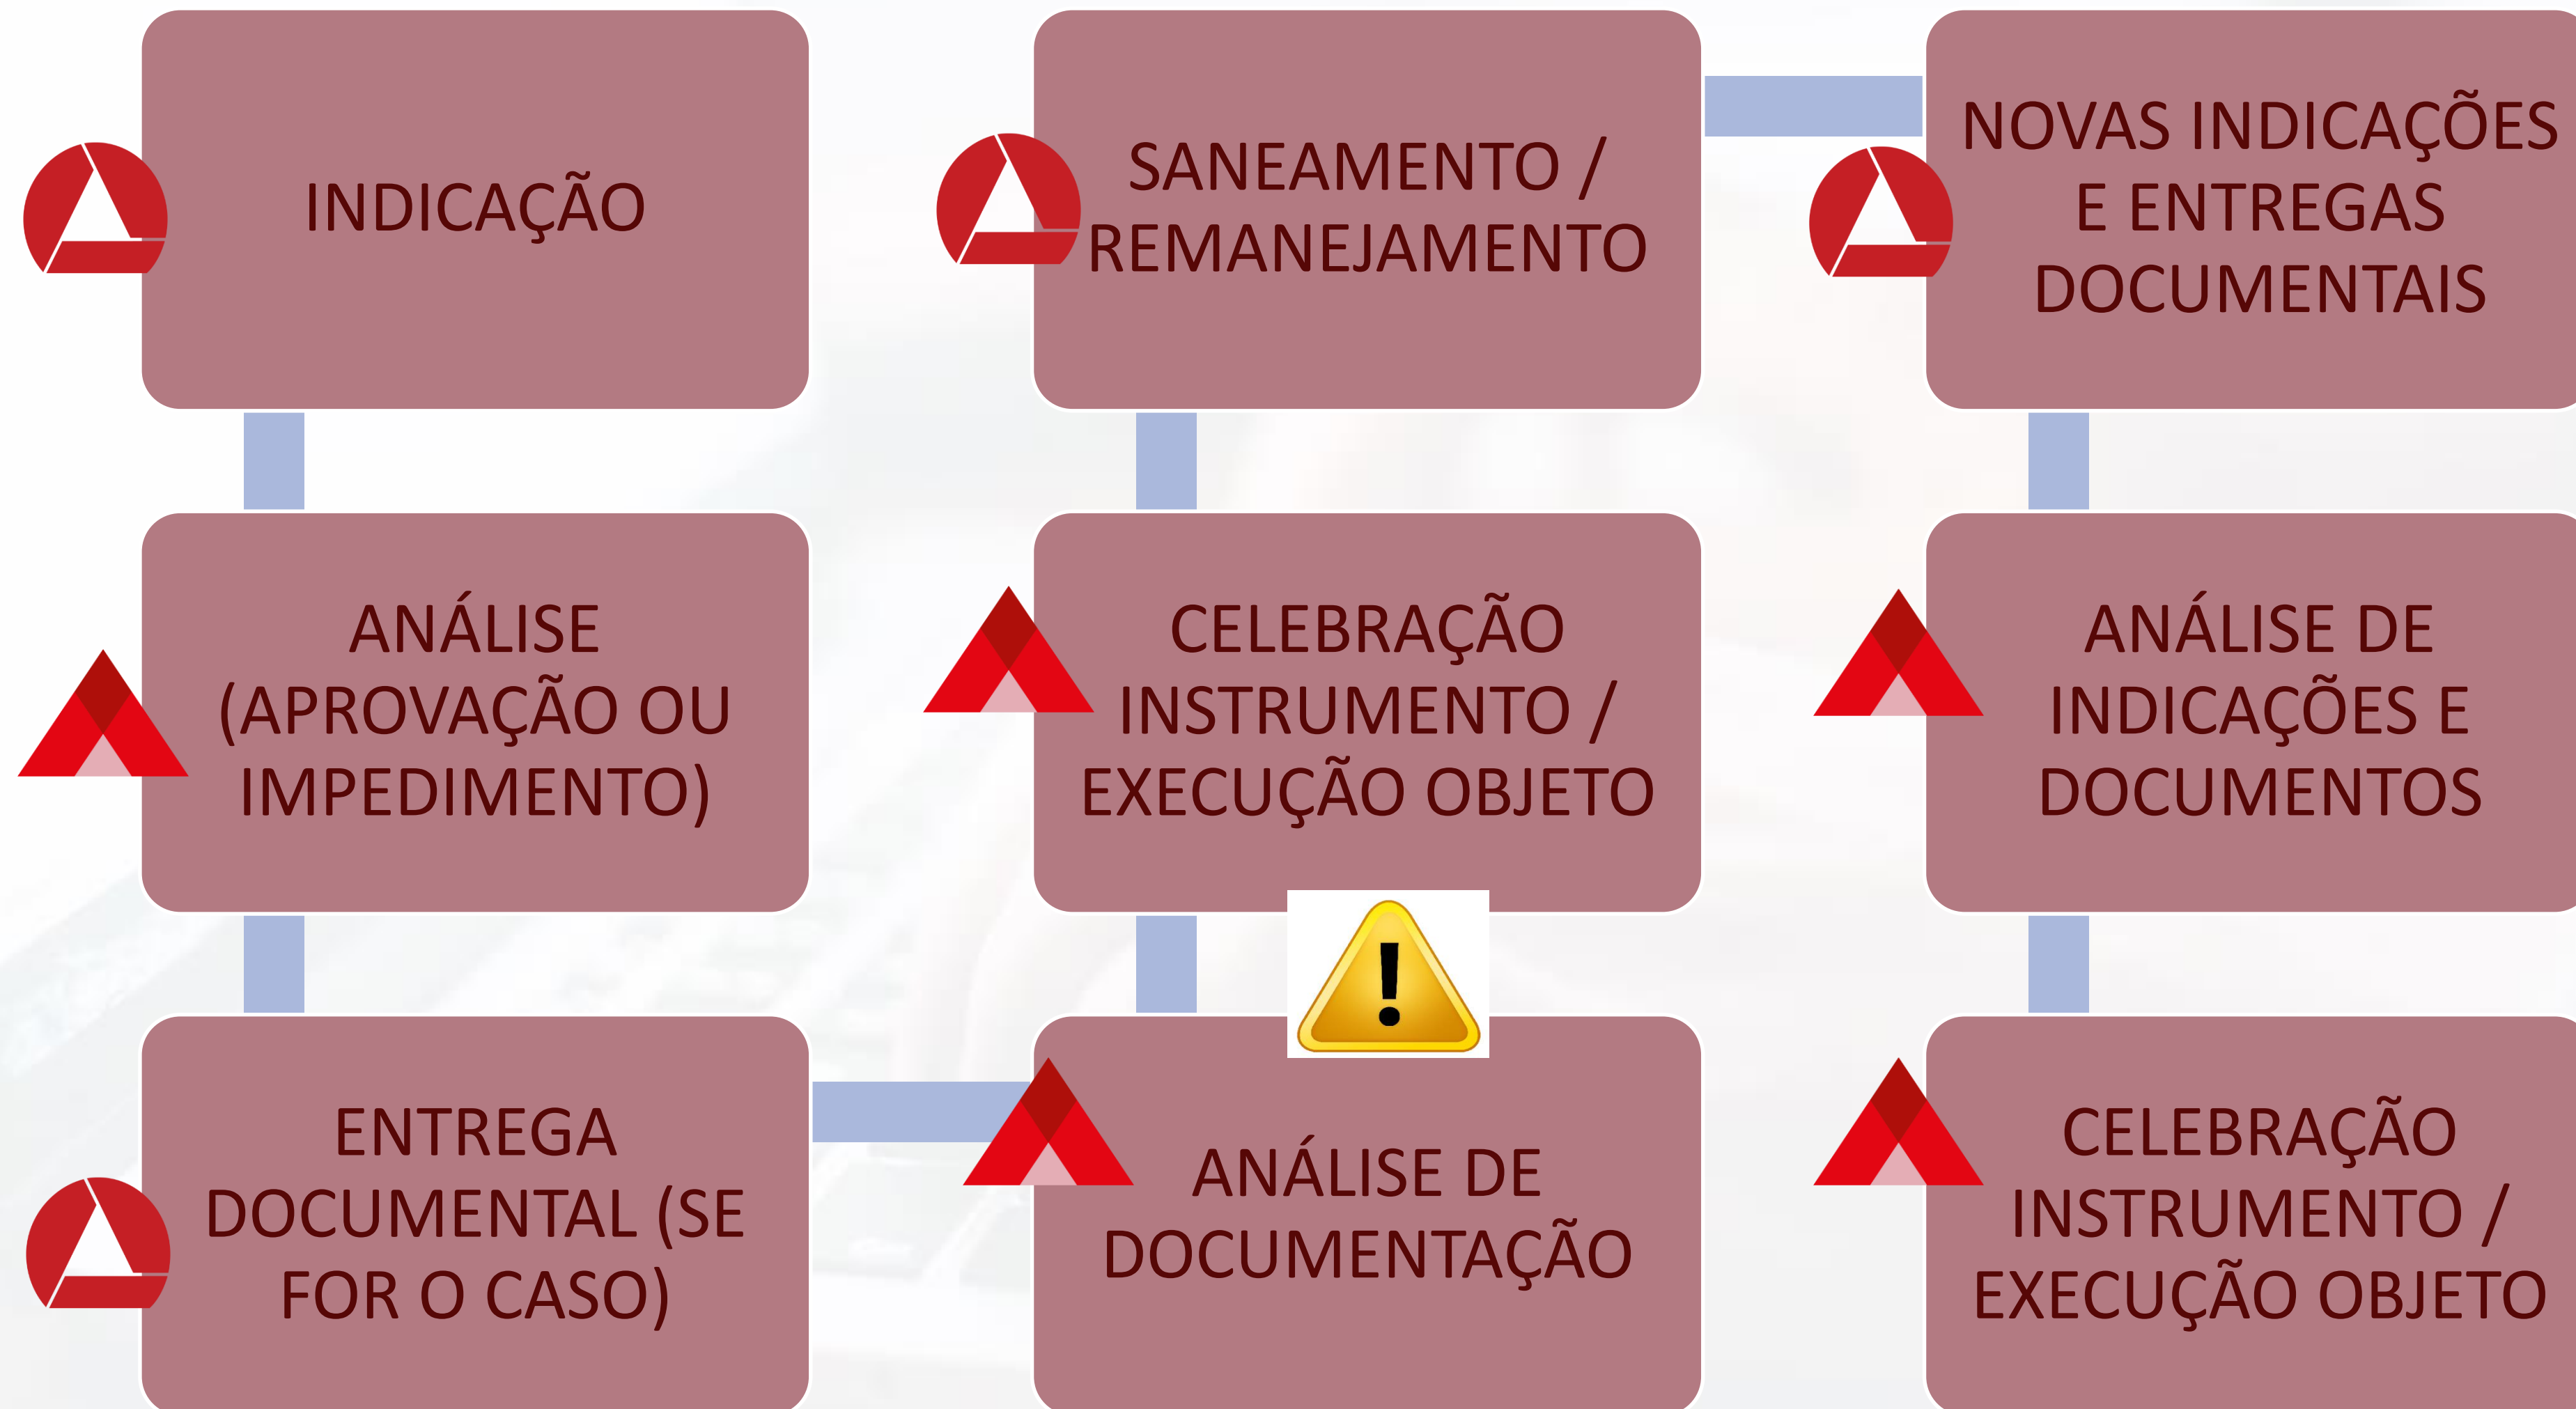 INDICAÇÃO
ANÁLISE
(APROVAÇÃO OU
IMPEDIMENTO)
ENTREGA
DOCUMENTAL (SE
FOR O CASO)
ANÁLISE DE
DOCUMENTAÇÃO
CELEBRAÇÃO
INSTRUMENTO /
EXECUÇÃO OBJETO
SANEAMENTO /
REMANEJAMENTO
NOVAS INDICAÇÕES
E ENTREGAS
DOCUMENTAIS
ANÁLISE DE
INDICAÇÕES E
DOCUMENTOS
CELEBRAÇÃO
INSTRUMENTO /
EXECUÇÃO OBJETO